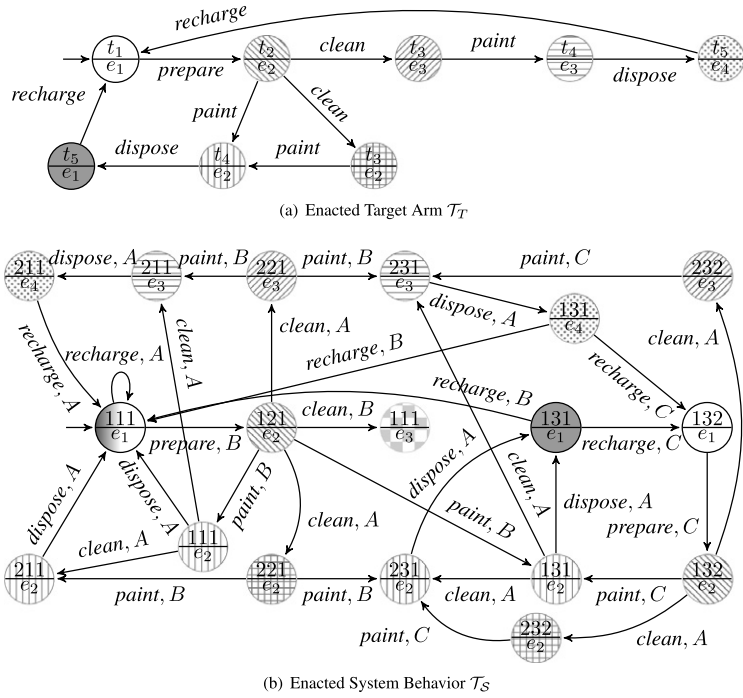 recharge
t1 t2 clean t3 paint t4 t5
e1 prepare e2 e3 e3 dispose e4
recharge paint clean
t5 dispose t4 paint t3
e1 e2 e2
(a) Enacted Target Arm 𝒯T
211 dispose, A 211 paint, B 221 paint, B 231 paint, C 232
e4 e3 e3 e3 e3
dispose, A 131
e4
recharge, A recharge, A clean, A clean, A recharge, B recharge, C clean, A
recharge, B
111 prepare, B 121 clean, B 111 131 recharge, C 132
e1 e2 e3 e1 e1
dispose, A dispose, A paint, B clean, A paint, B dispose, A clean, A dispose, A prepare, C
clean, A 111
e2
211 paint, B 221 paint, B 231 clean, A 131 paint, C 132
e2 e2 e2 e2 e2
paint, C 232 clean, A
e2
(b) Enacted System Behavior 𝒯𝒮